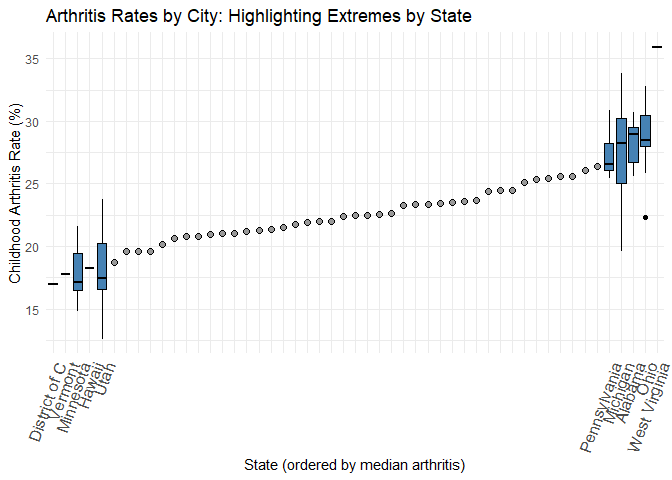 Arthritis Rates by City: Highlighting Extremes by State
Childhood Arthritis Rate (%)
35
30
25
20
15
District of C
Vermont
Minnesota
Hawaii
Utah
Pennsylvania
Michigan
Alabama
Ohio
West Virginia
State (ordered by median arthritis)